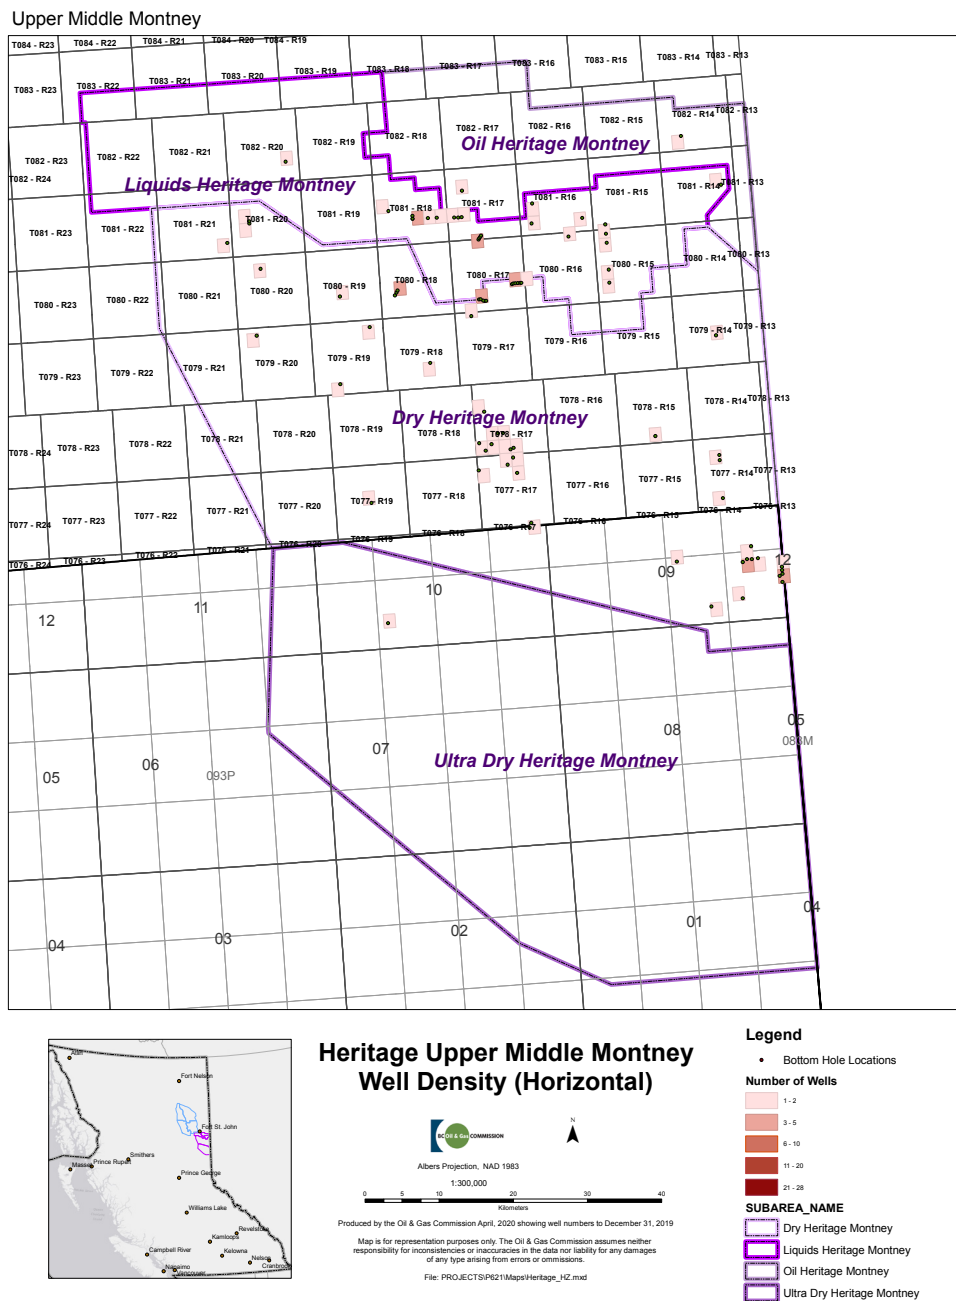 Upper Middle Montney
T084 - R23 T084 - R22 T084 - R21 T084 - R20 T084 - R19
T083 - R23 T083 - R22 T083 - R21 T083 - R20 T083 - R19 T083 - R18 T083 - R17 T083 - R16 T083 - R15 T083 - R14 T083 - R13
T082 - R24 T082 - R23 T082 - R22 T082 - R21 T082 - R20 T082 - R19 T082 - R18 T082 - R17 T082 - R16 T082 - R15 T082 - R14 T082 - R13
Oil Heritage Montney
Liquids Heritage Montney
T081 - R23 T081 - R22 T081 - R21 T081 - R20 T081 - R19 T081 - R18 T081 - R17 T081 - R16 T081 - R15 T081 - R14 T081 - R13
T080 - R23 T080 - R22 T080 - R21 T080 - R20 T080 - R19 T080 - R18 T080 - R17 T080 - R16 T080 - R15 T080 - R14 T080 - R13
T079 - R23 T079 - R22 T079 - R21 T079 - R20 T079 - R19 T079 - R18 T079 - R17 T079 - R16 T079 - R15 T079 - R14 T079 - R13
Dry Heritage Montney
T078 - R24 T078 - R23 T078 - R22 T078 - R21 T078 - R20 T078 - R19 T078 - R18 T078 - R17 T078 - R16 T078 - R15 T078 - R14 T078 - R13
T077 - R24 T077 - R23 T077 - R22 T077 - R21 T077 - R20 T077 - R19 T077 - R18 T077 - R17 T077 - R16 T077 - R15 T077 - R14 T077 - R13
T076 - R24 T076 - R23 T076 - R22 T076 - R21 T076 - R20 T076 - R19 T076 - R18 T076 - R17 T076 - R16 T076 - R15 T076 - R14 T076 - R13
12 11 10 09 12
05 06 07 08 05
093P 083M
Ultra Dry Heritage Montney
04 03 02 01 04
Atlin
Fort Nelson
Fort St. John
Smithers
Prince Rupert
Masset
Prince George
Williams Lake
Revelstoke
Kamloops
Campbell River
Kelowna
Nelson
Cranbrook
Nanaimo
Vancouver
Heritage Upper Middle Montney
Well Density (Horizontal)
BC Oil & Gas COMMISSION
N
Albers Projection, NAD 1983
1:300,000
0 5 10 20 30 40
Kilometers
Produced by the Oil & Gas Commission April, 2020 showing well numbers to December 31, 2019
Map is for representation purposes only. The Oil & Gas Commission assumes neither
responsibility for inconsistencies or inaccuracies in the data nor liability for any damages
of any type arising from errors or ommissions.
File: PROJECTS\P621\Maps\Heritage_HZ.mxd
Legend
Bottom Hole Locations
Number of Wells
1 - 2
3 - 5
6 - 10
11 - 20
21 - 28
SUBAREA_NAME
Dry Heritage Montney
Liquids Heritage Montney
Oil Heritage Montney
Ultra Dry Heritage Montney